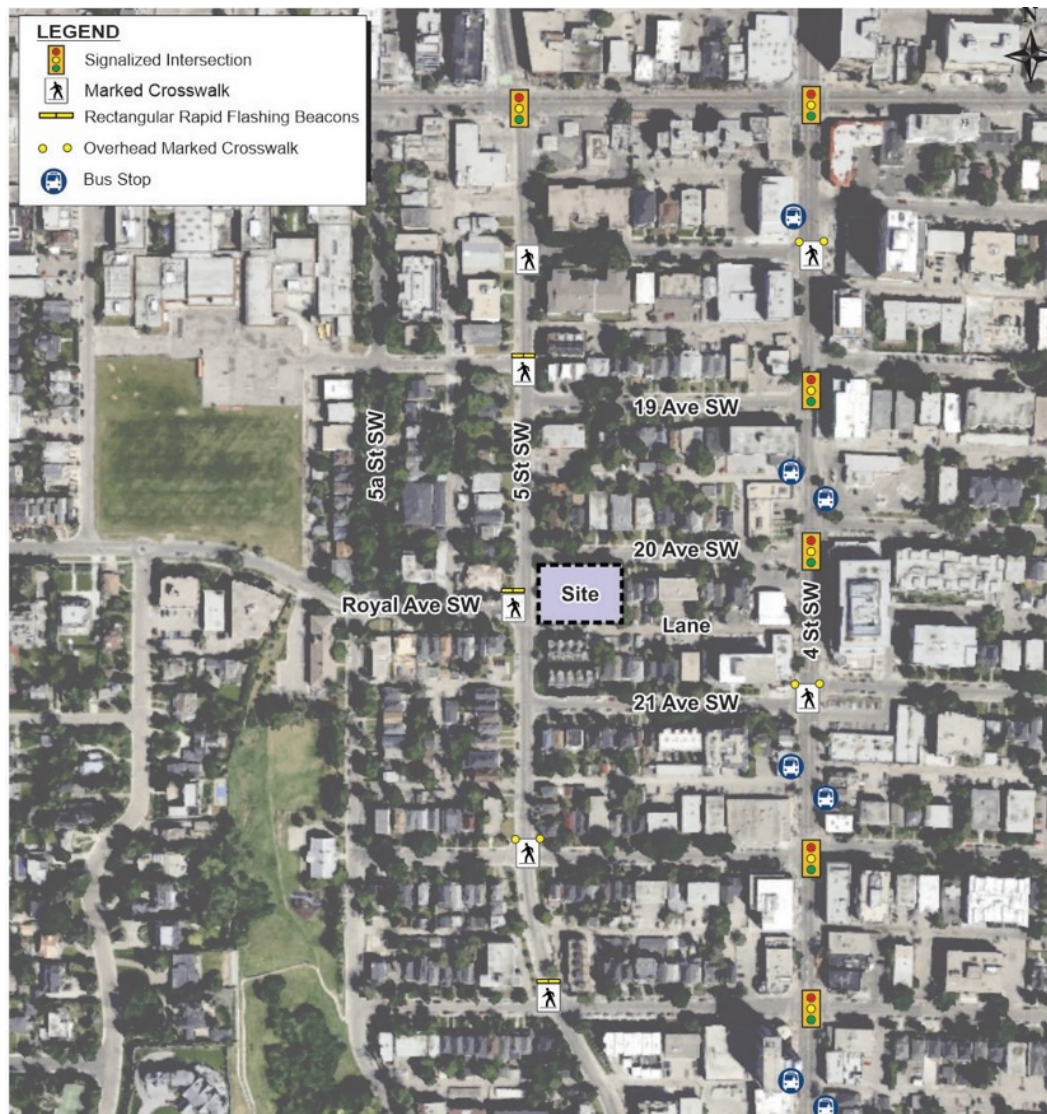 LEGEND
Signalized Intersection
Marked Crosswalk
Rectangular Rapid Flashing Beacons
Overhead Marked Crosswalk
Bus Stop
N
19 Ave SW
5a St SW
5 St SW
20 Ave SW
Site
Royal Ave SW
Lane
4 St SW
21 Ave SW